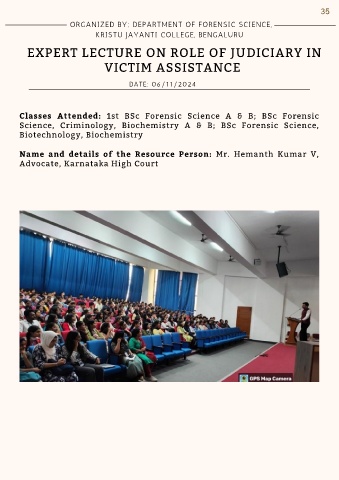 35
ORGANIZED BY: DEPARTMENT OF FORENSIC SCIENCE,
KRISTU JAYANTI COLLEGE, BENGALURU
EXPERT LECTURE ON ROLE OF JUDICIARY IN
VICTIM ASSISTANCE
DATE: 06/11/2024
Classes Attended: 1st BSc Forensic Science A & B; BSc Forensic
Science, Criminology, Biochemistry A & B; BSc Forensic Science,
Biotechnology, Biochemistry
Name and details of the Resource Person: Mr. Hemanth Kumar V,
Advocate, Karnataka High Court
GPS Map Camera